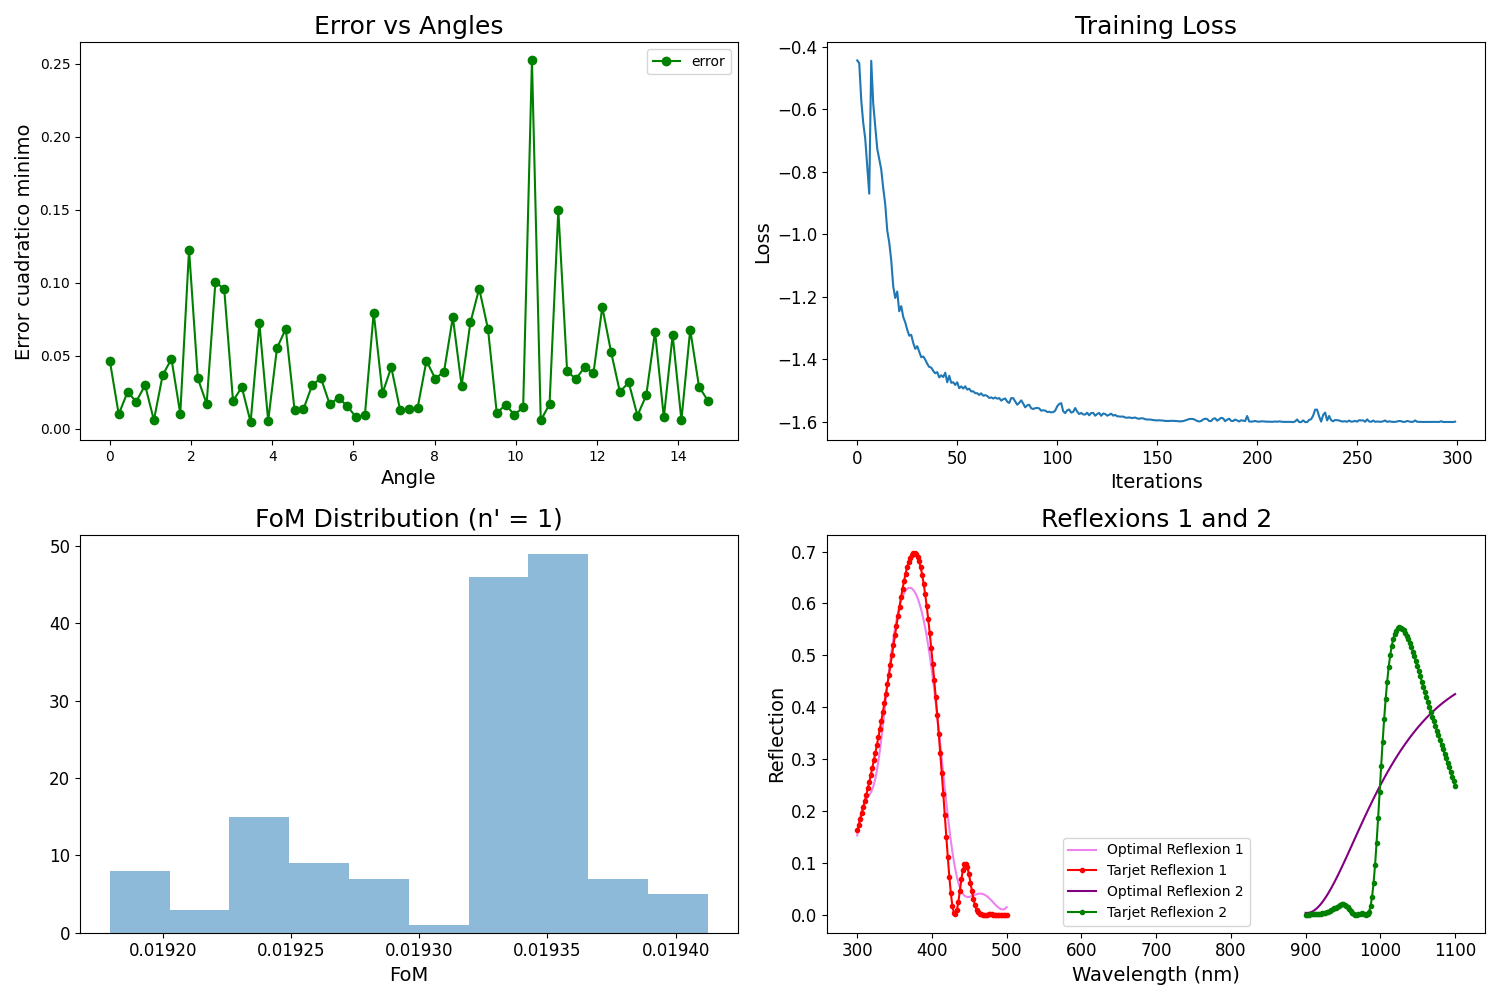 Error vs Angles
Error cuadratico minimo
0.25
0.20
0.15
0.10
0.05
0.00
error
0 2 4 6 8 10 12 14
Angle
Training Loss
Loss
−0.4
−0.6
−0.8
−1.0
−1.2
−1.4
−1.6
0 50 100 150 200 250 300
Iterations
FoM Distribution (n' = 1)
50
40
30
20
10
0
0.01920 0.01925 0.01930 0.01935 0.01940
FoM
Reflexions 1 and 2
Reflection
0.7
0.6
0.5
0.4
0.3
0.2
0.1
0.0
Optimal Reflexion 1
Tarjet Reflexion 1
Optimal Reflexion 2
Tarjet Reflexion 2
300 400 500 600 700 800 900 1000 1100
Wavelength (nm)